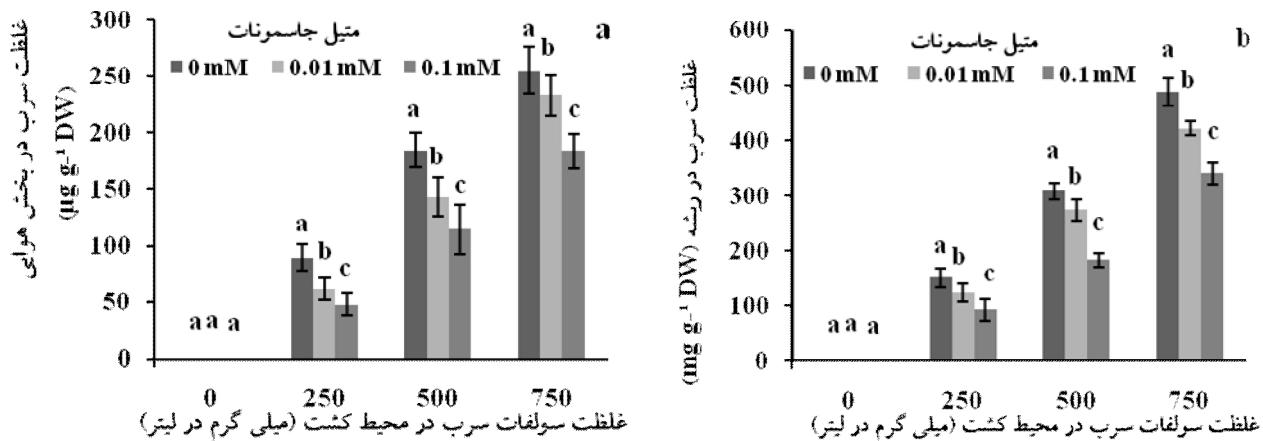 غلظت سرب در بخش هوایی
(µg g-¹ DW)
300
250
200
150
100
50
0
متیل جاسمونات
a
0 mM 0.01 mM 0.1 mM
a a a
a b c
a b c
a b c
0 250 500 750
غلظت سولفات سرب در محیط کشت (میلی گرم در لیتر)
غلظت سرب در ریشه (mg g-¹ DW)
600
500
400
300
200
100
0
متیل جاسمونات
b
0 mM 0.01 mM 0.1 mM
a a a
a b c
a b c
a b c
0 250 500 750
غلظت سولفات سرب در محیط کشت (میلی گرم در لیتر)